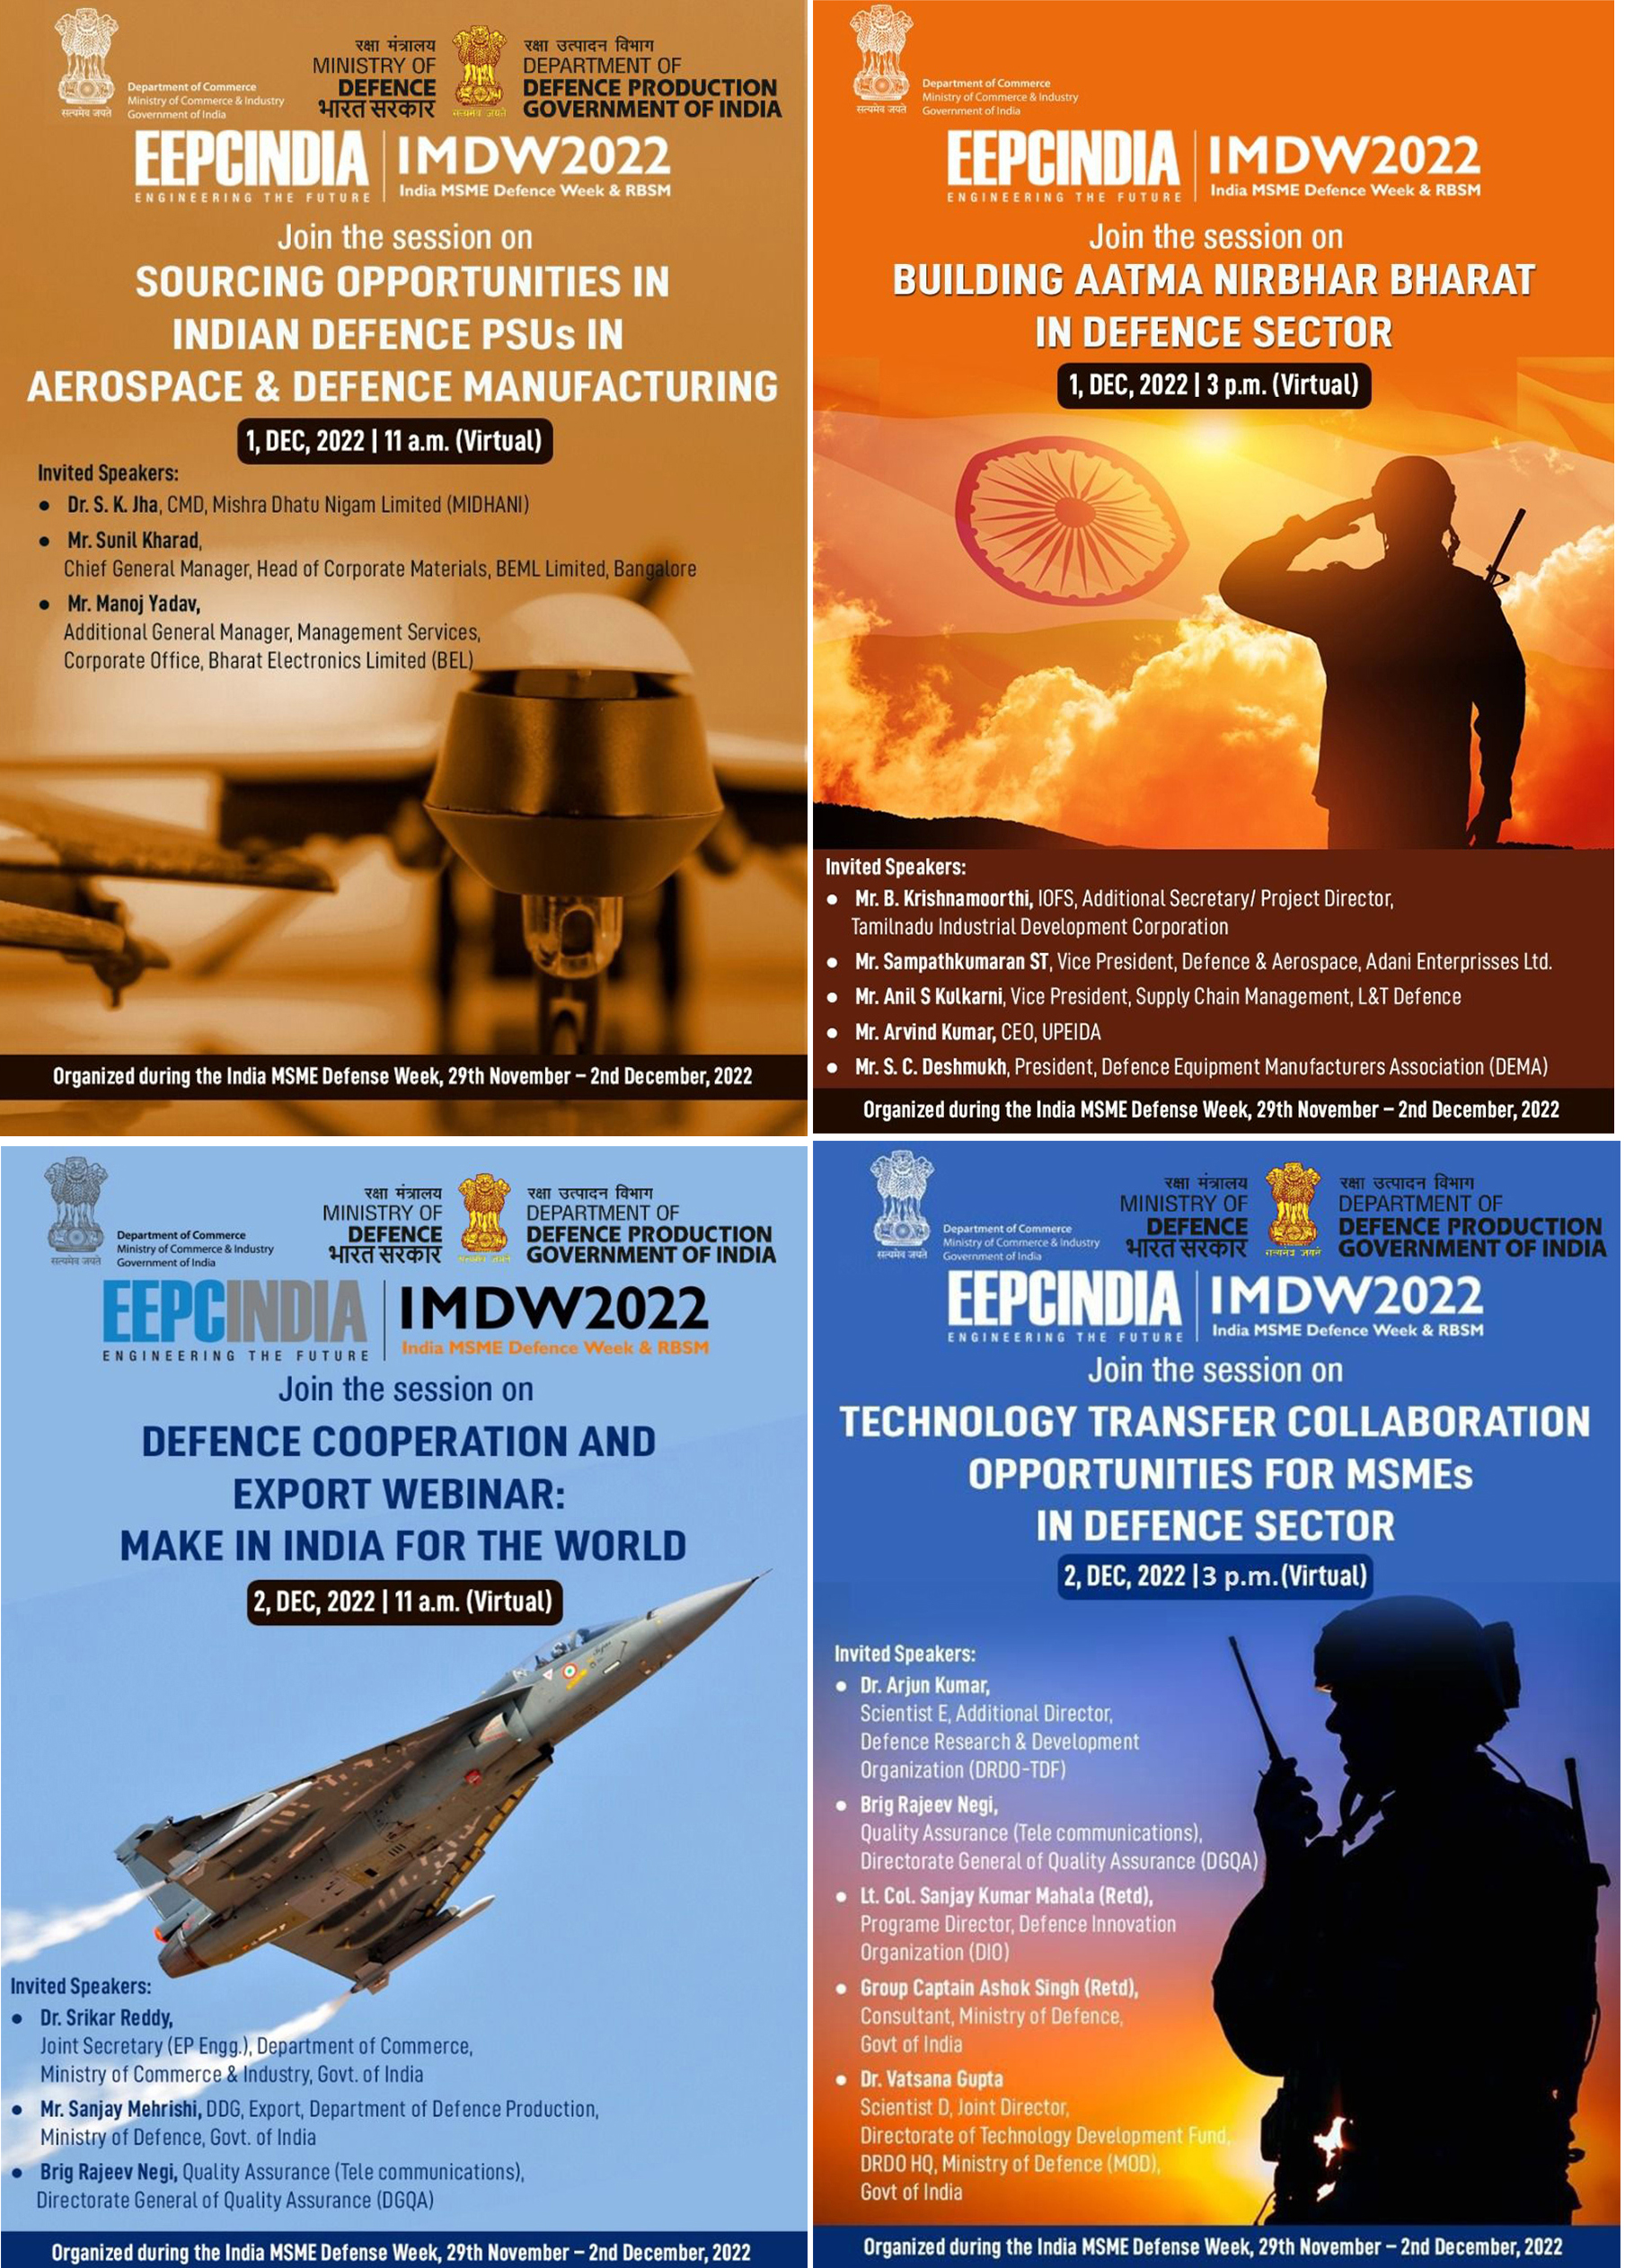 सत्यमेव जयते
Department of Commerce
Ministry of Commerce & Industry
Government of India
रक्षा मंत्रालय
MINISTRY OF
DEFENCE
भारत सरकार
सत्यमेव जयते
रक्षा उत्पादन विभाग
DEPARTMENT OF
DEFENCE PRODUCTION
GOVERNMENT OF INDIA
EEPCINDIA
ENGINEERING THE FUTURE
IMDW2022
India MSME Defence Week & RBSM
Join the session on
SOURCING OPPORTUNITIES IN
INDIAN DEFENCE PSUs IN
AEROSPACE & DEFENCE MANUFACTURING
1, DEC, 2022 | 11 a.m. (Virtual)
Invited Speakers:
● Dr. S. K. Jha, CMD, Mishra Dhatu Nigam Limited (MIDHANI)
● Mr. Sunil Kharad,
Chief General Manager, Head of Corporate Materials, BEML Limited, Bangalore
● Mr. Manoj Yadav,
Additional General Manager, Management Services,
Corporate Office, Bharat Electronics Limited (BEL)
Organized during the India MSME Defense Week, 29th November – 2nd December, 2022
सत्यमेव जयते
Department of Commerce
Ministry of Commerce & Industry
Government of India
EEPCINDIA
ENGINEERING THE FUTURE
IMDW2022
India MSME Defence Week & RBSM
Join the session on
BUILDING AATMA NIRBHAR BHARAT
IN DEFENCE SECTOR
1, DEC, 2022 | 3 p.m. (Virtual)
Invited Speakers:
● Mr. B. Krishnamoorthi, IOFS, Additional Secretary/ Project Director,
Tamilnadu Industrial Development Corporation
● Mr. Sampathkumaran ST, Vice President, Defence & Aerospace, Adani Enterprisses Ltd.
● Mr. Anil S Kulkarni, Vice President, Supply Chain Management, L&T Defence
● Mr. Arvind Kumar, CEO, UPEIDA
● Mr. S. C. Deshmukh, President, Defence Equipment Manufacturers Association (DEMA)
Organized during the India MSME Defense Week, 29th November – 2nd December, 2022
सत्यमेव जयते
Department of Commerce
Ministry of Commerce & Industry
Government of India
रक्षा मंत्रालय
MINISTRY OF
DEFENCE
भारत सरकार
सत्यमेव जयते
रक्षा उत्पादन विभाग
DEPARTMENT OF
DEFENCE PRODUCTION
GOVERNMENT OF INDIA
EEPCINDIA
ENGINEERING THE FUTURE
IMDW2022
India MSME Defence Week & RBSM
Join the session on
DEFENCE COOPERATION AND
EXPORT WEBINAR:
MAKE IN INDIA FOR THE WORLD
2, DEC, 2022 | 11 a.m. (Virtual)
Invited Speakers:
● Dr. Srikar Reddy,
Joint Secretary (EP Engg.), Department of Commerce,
Ministry of Commerce & Industry, Govt. of India
● Mr. Sanjay Mehrishi, DDG, Export, Department of Defence Production,
Ministry of Defence, Govt. of India
● Brig Rajeev Negi, Quality Assurance (Tele communications),
Directorate General of Quality Assurance (DGQA)
Organized during the India MSME Defense Week, 29th November – 2nd December, 2022
सत्यमेव जयते
Department of Commerce
Ministry of Commerce & Industry
Government of India
रक्षा मंत्रालय
MINISTRY OF
DEFENCE
भारत सरकार
सत्यमेव जयते
रक्षा उत्पादन विभाग
DEPARTMENT OF
DEFENCE PRODUCTION
GOVERNMENT OF INDIA
EEPCINDIA
ENGINEERING THE FUTURE
IMDW2022
India MSME Defence Week & RBSM
Join the session on
TECHNOLOGY TRANSFER COLLABORATION
OPPORTUNITIES FOR MSMEs
IN DEFENCE SECTOR
2, DEC, 2022 |3 p.m.(Virtual)
Invited Speakers:
● Dr. Arjun Kumar,
Scientist E, Additional Director,
Defence Research & Development
Organization (DRDO-TDF)
● Brig Rajeev Negi,
Quality Assurance (Tele communications),
Directorate General of Quality Assurance (DGQA)
● Lt. Col. Sanjay Kumar Mahala (Retd),
Programe Director, Defence Innovation
Organization (DIO)
● Group Captain Ashok Singh (Retd),
Consultant, Ministry of Defence,
Govt of India
● Dr. Vatsana Gupta
Scientist D, Joint Director,
Directorate of Technology Development Fund,
DRDO HQ, Ministry of Defence (MOD),
Govt of India
Organized during the India MSME Defense Week, 29th November – 2nd December, 2022